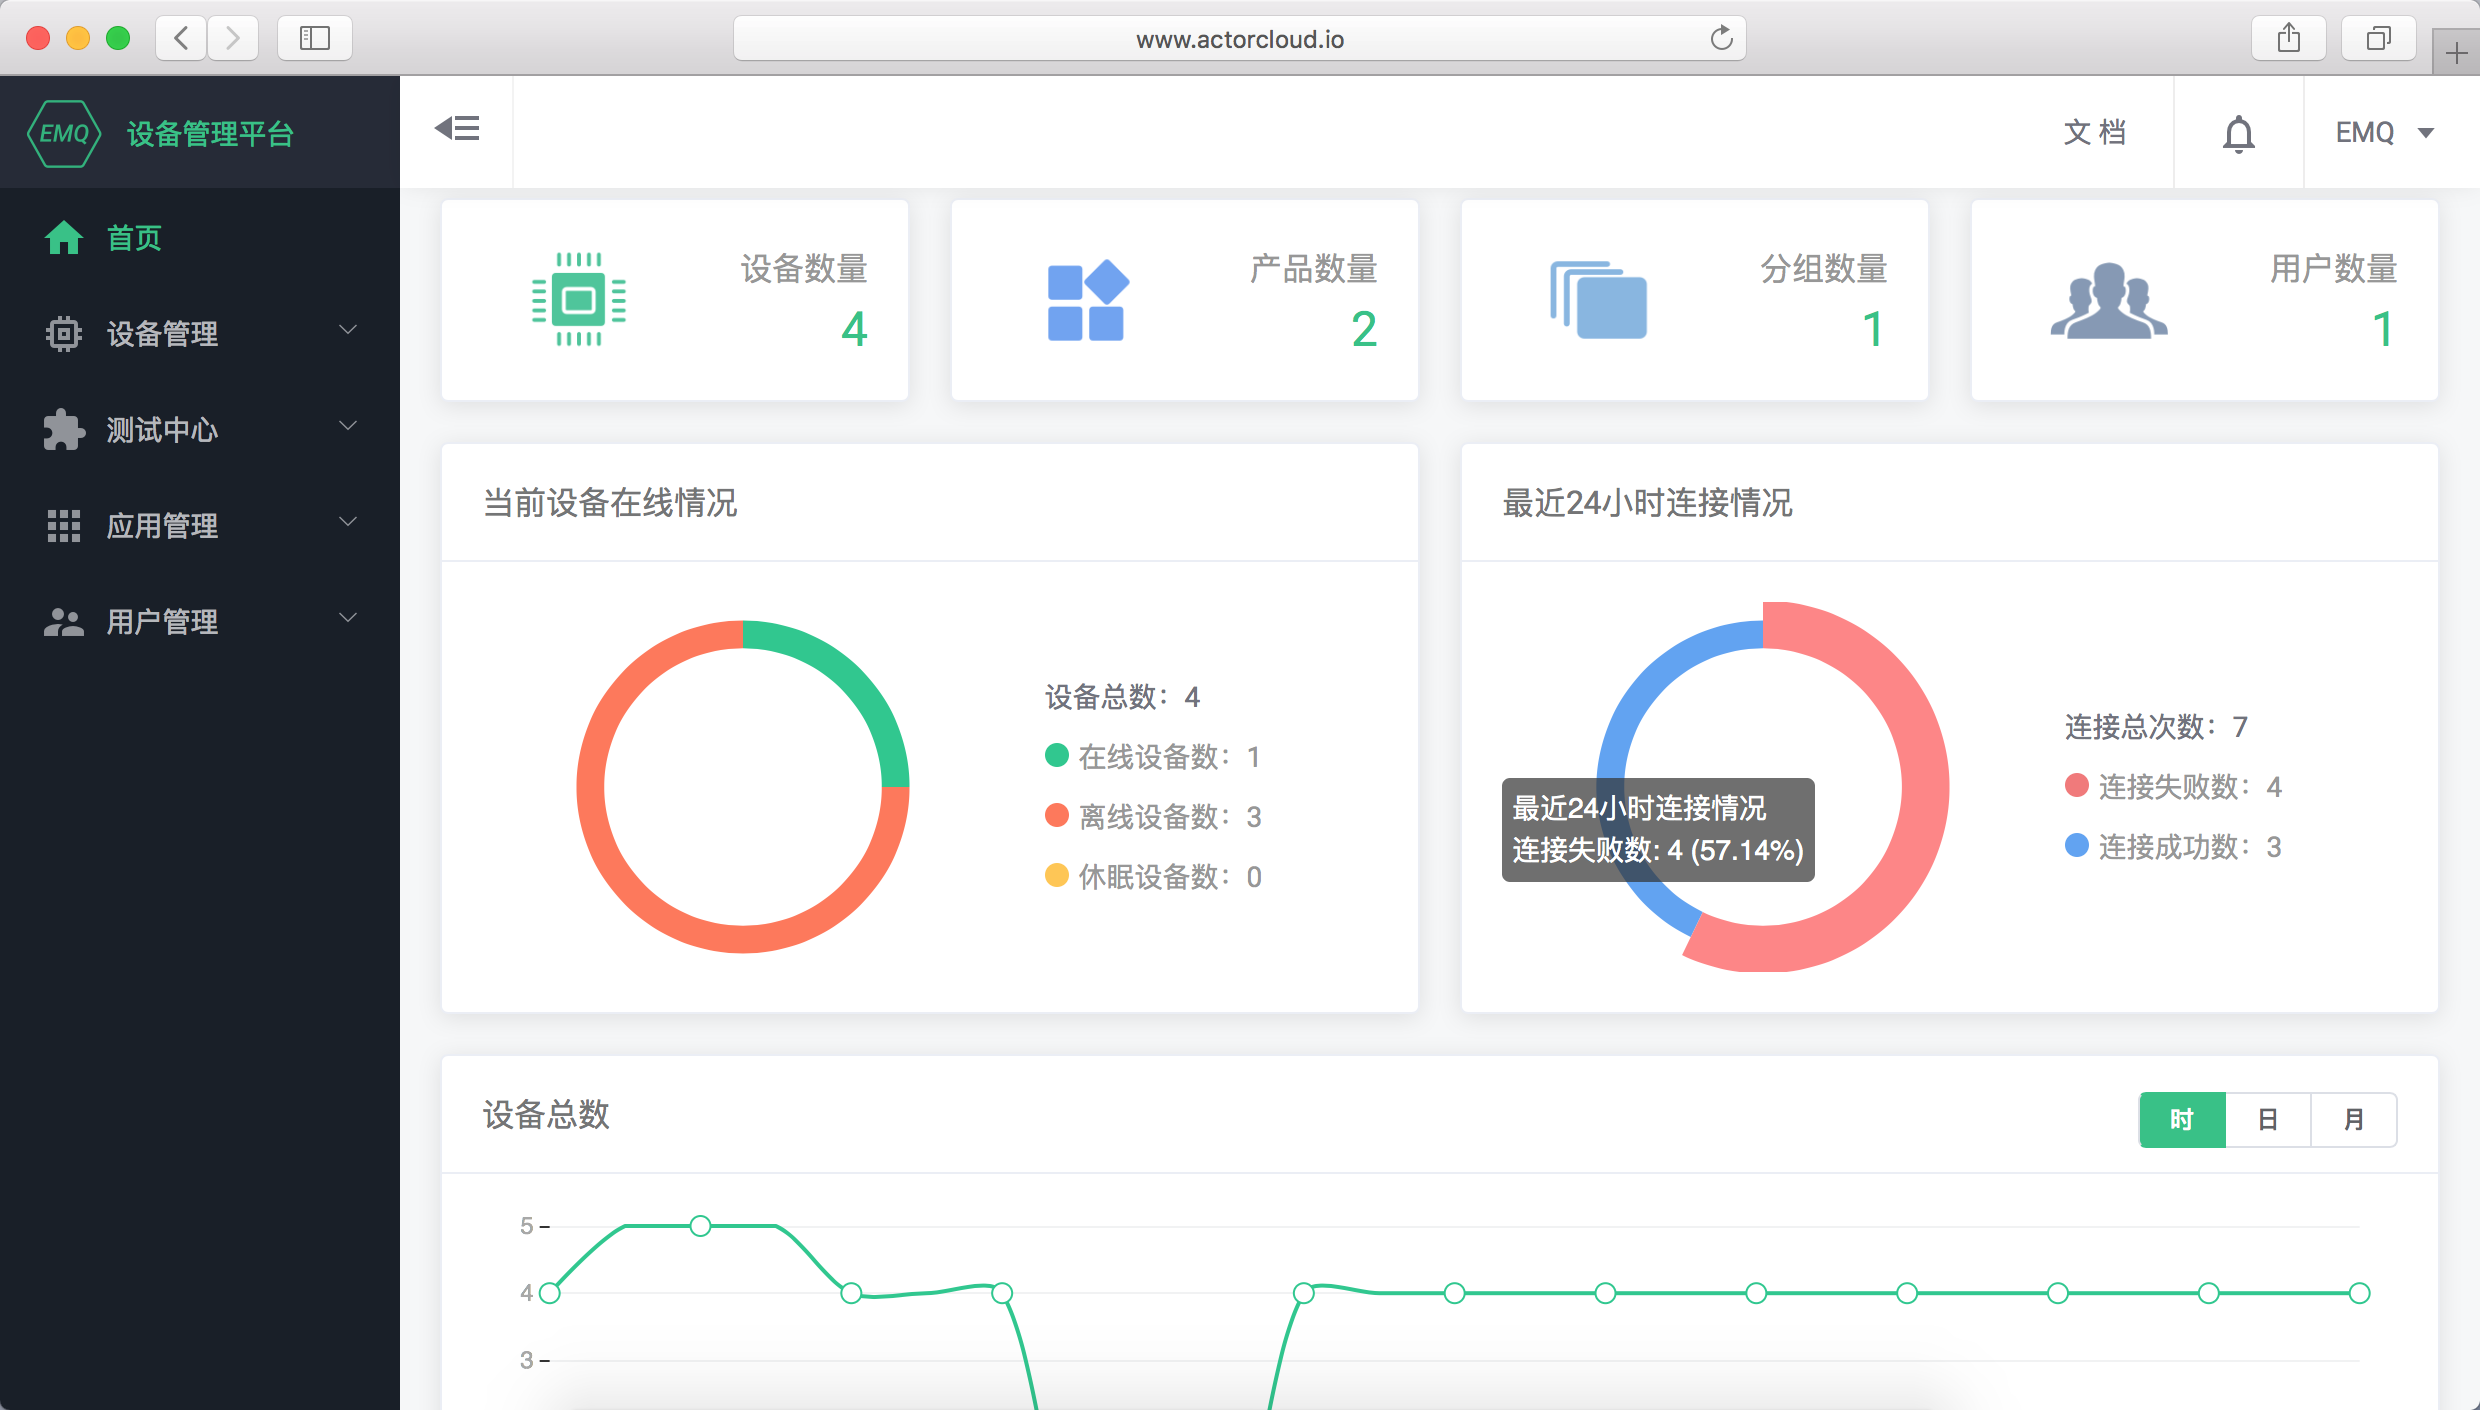 www.actorcloud.io
EMQ 设备管理平台
文档
EMQ
首页
设备管理
测试中心
应用管理
用户管理
设备数量
4
产品数量
2
分组数量
1
用户数量
1
当前设备在线情况
设备总数：4
在线设备数：1
离线设备数：3
休眠设备数：0
最近24小时连接情况
最近24小时连接情况
连接失败数: 4 (57.14%)
连接总次数：7
连接失败数：4
连接成功数：3
设备总数
时 日 月
5
4
3